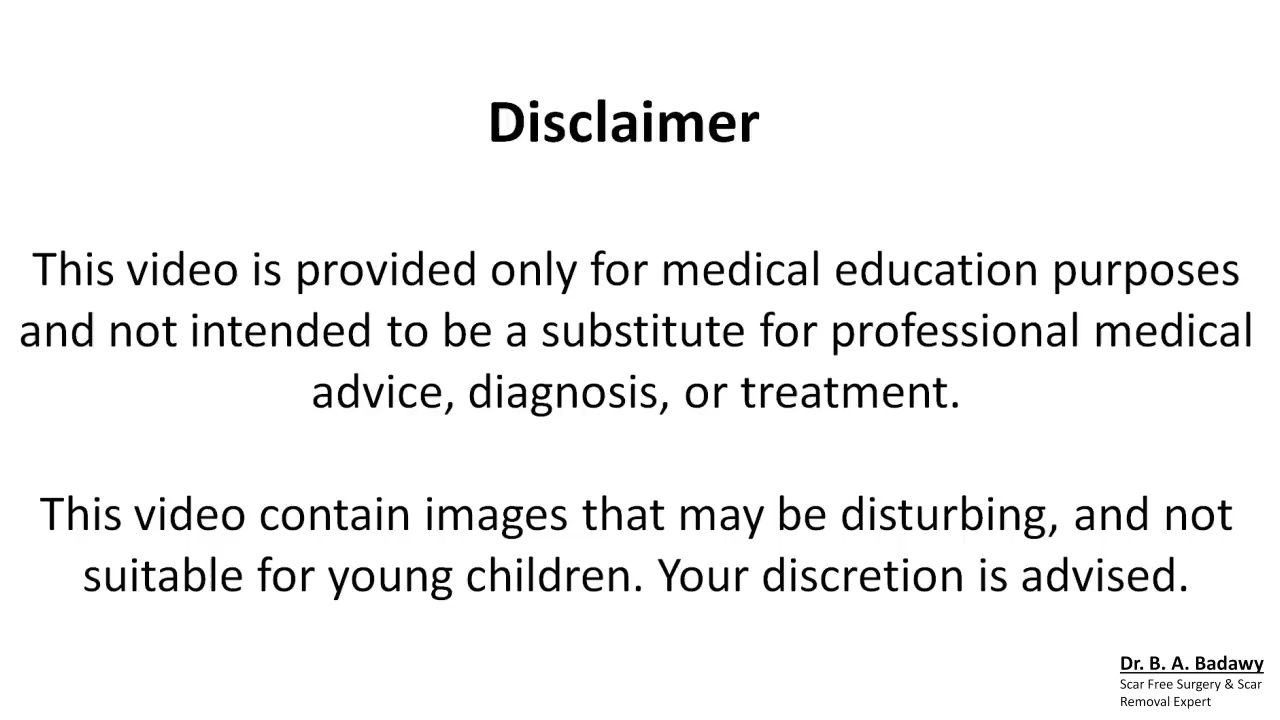 Disclaimer
This video is provided only for medical education purposes
and not intended to be a substitute for professional medical
advice, diagnosis, or treatment.
This video contain images that may be disturbing, and not
suitable for young children. Your discretion is advised.
Dr. B. A. Badawy
Scar Free Surgery & Scar
Removal Expert